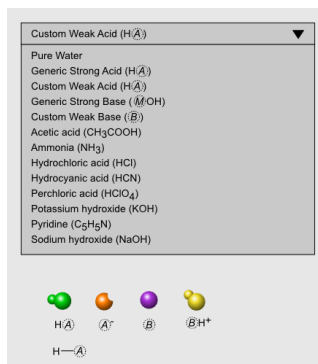 Custom Weak Acid (HA)
Pure Water
Generic Strong Acid (HA)
Custom Weak Acid (HA)
Generic Strong Base (MOH)
Custom Weak Base (B)
Acetic acid (CH₃COOH)
Ammonia (NH₃)
Hydrochloric acid (HCl)
Hydrocyanic acid (HCN)
Perchloric acid (HClO₄)
Potassium hydroxide (KOH)
Pyridine (C₅H₅N)
Sodium hydroxide (NaOH)
HA A⁻ B BH⁺
H—A